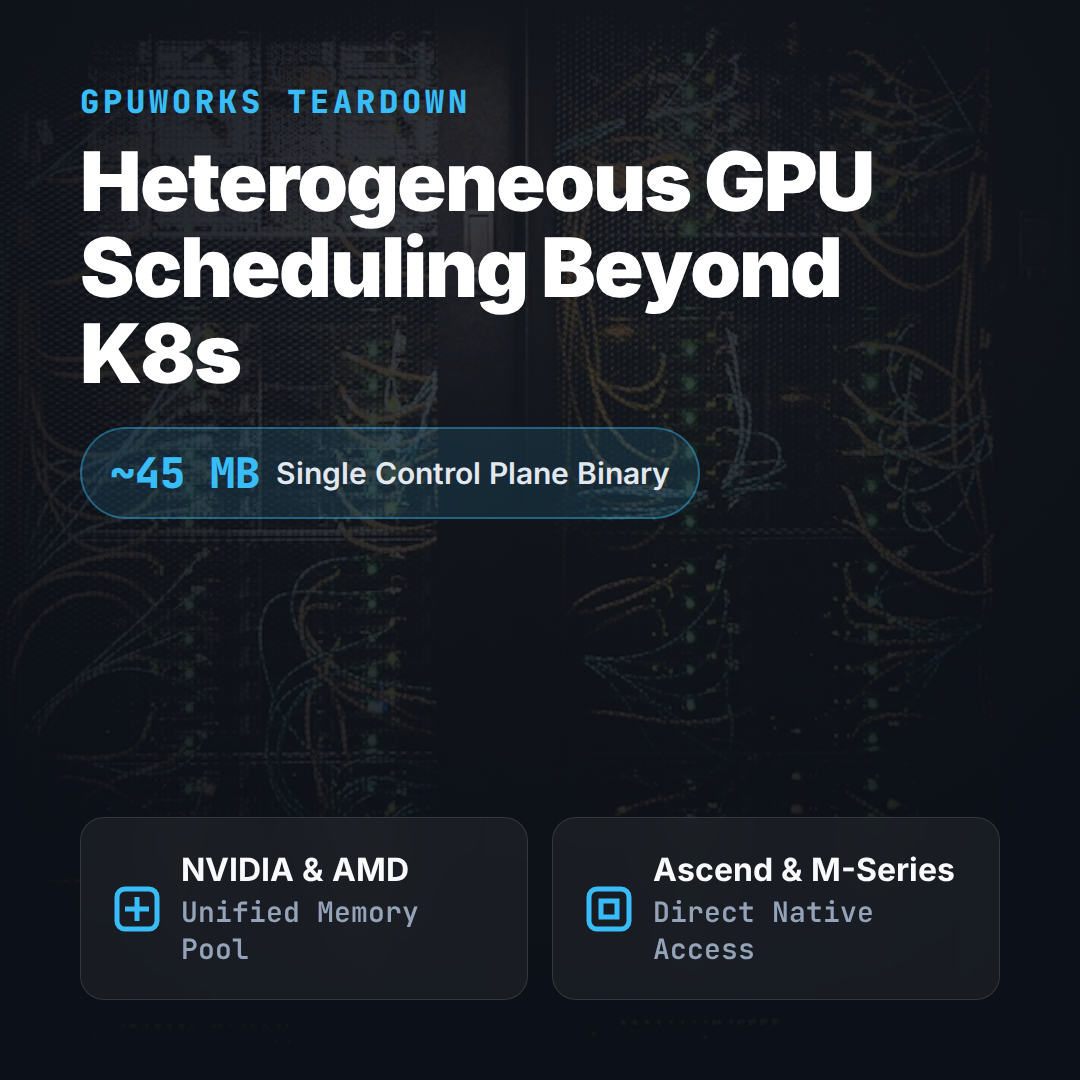 GPUWORKS TEARDOWN
Heterogeneous GPU
Scheduling Beyond
K8s
~45 MB Single Control Plane Binary
NVIDIA & AMD
Unified Memory
Pool
Ascend & M-Series
Direct Native
Access